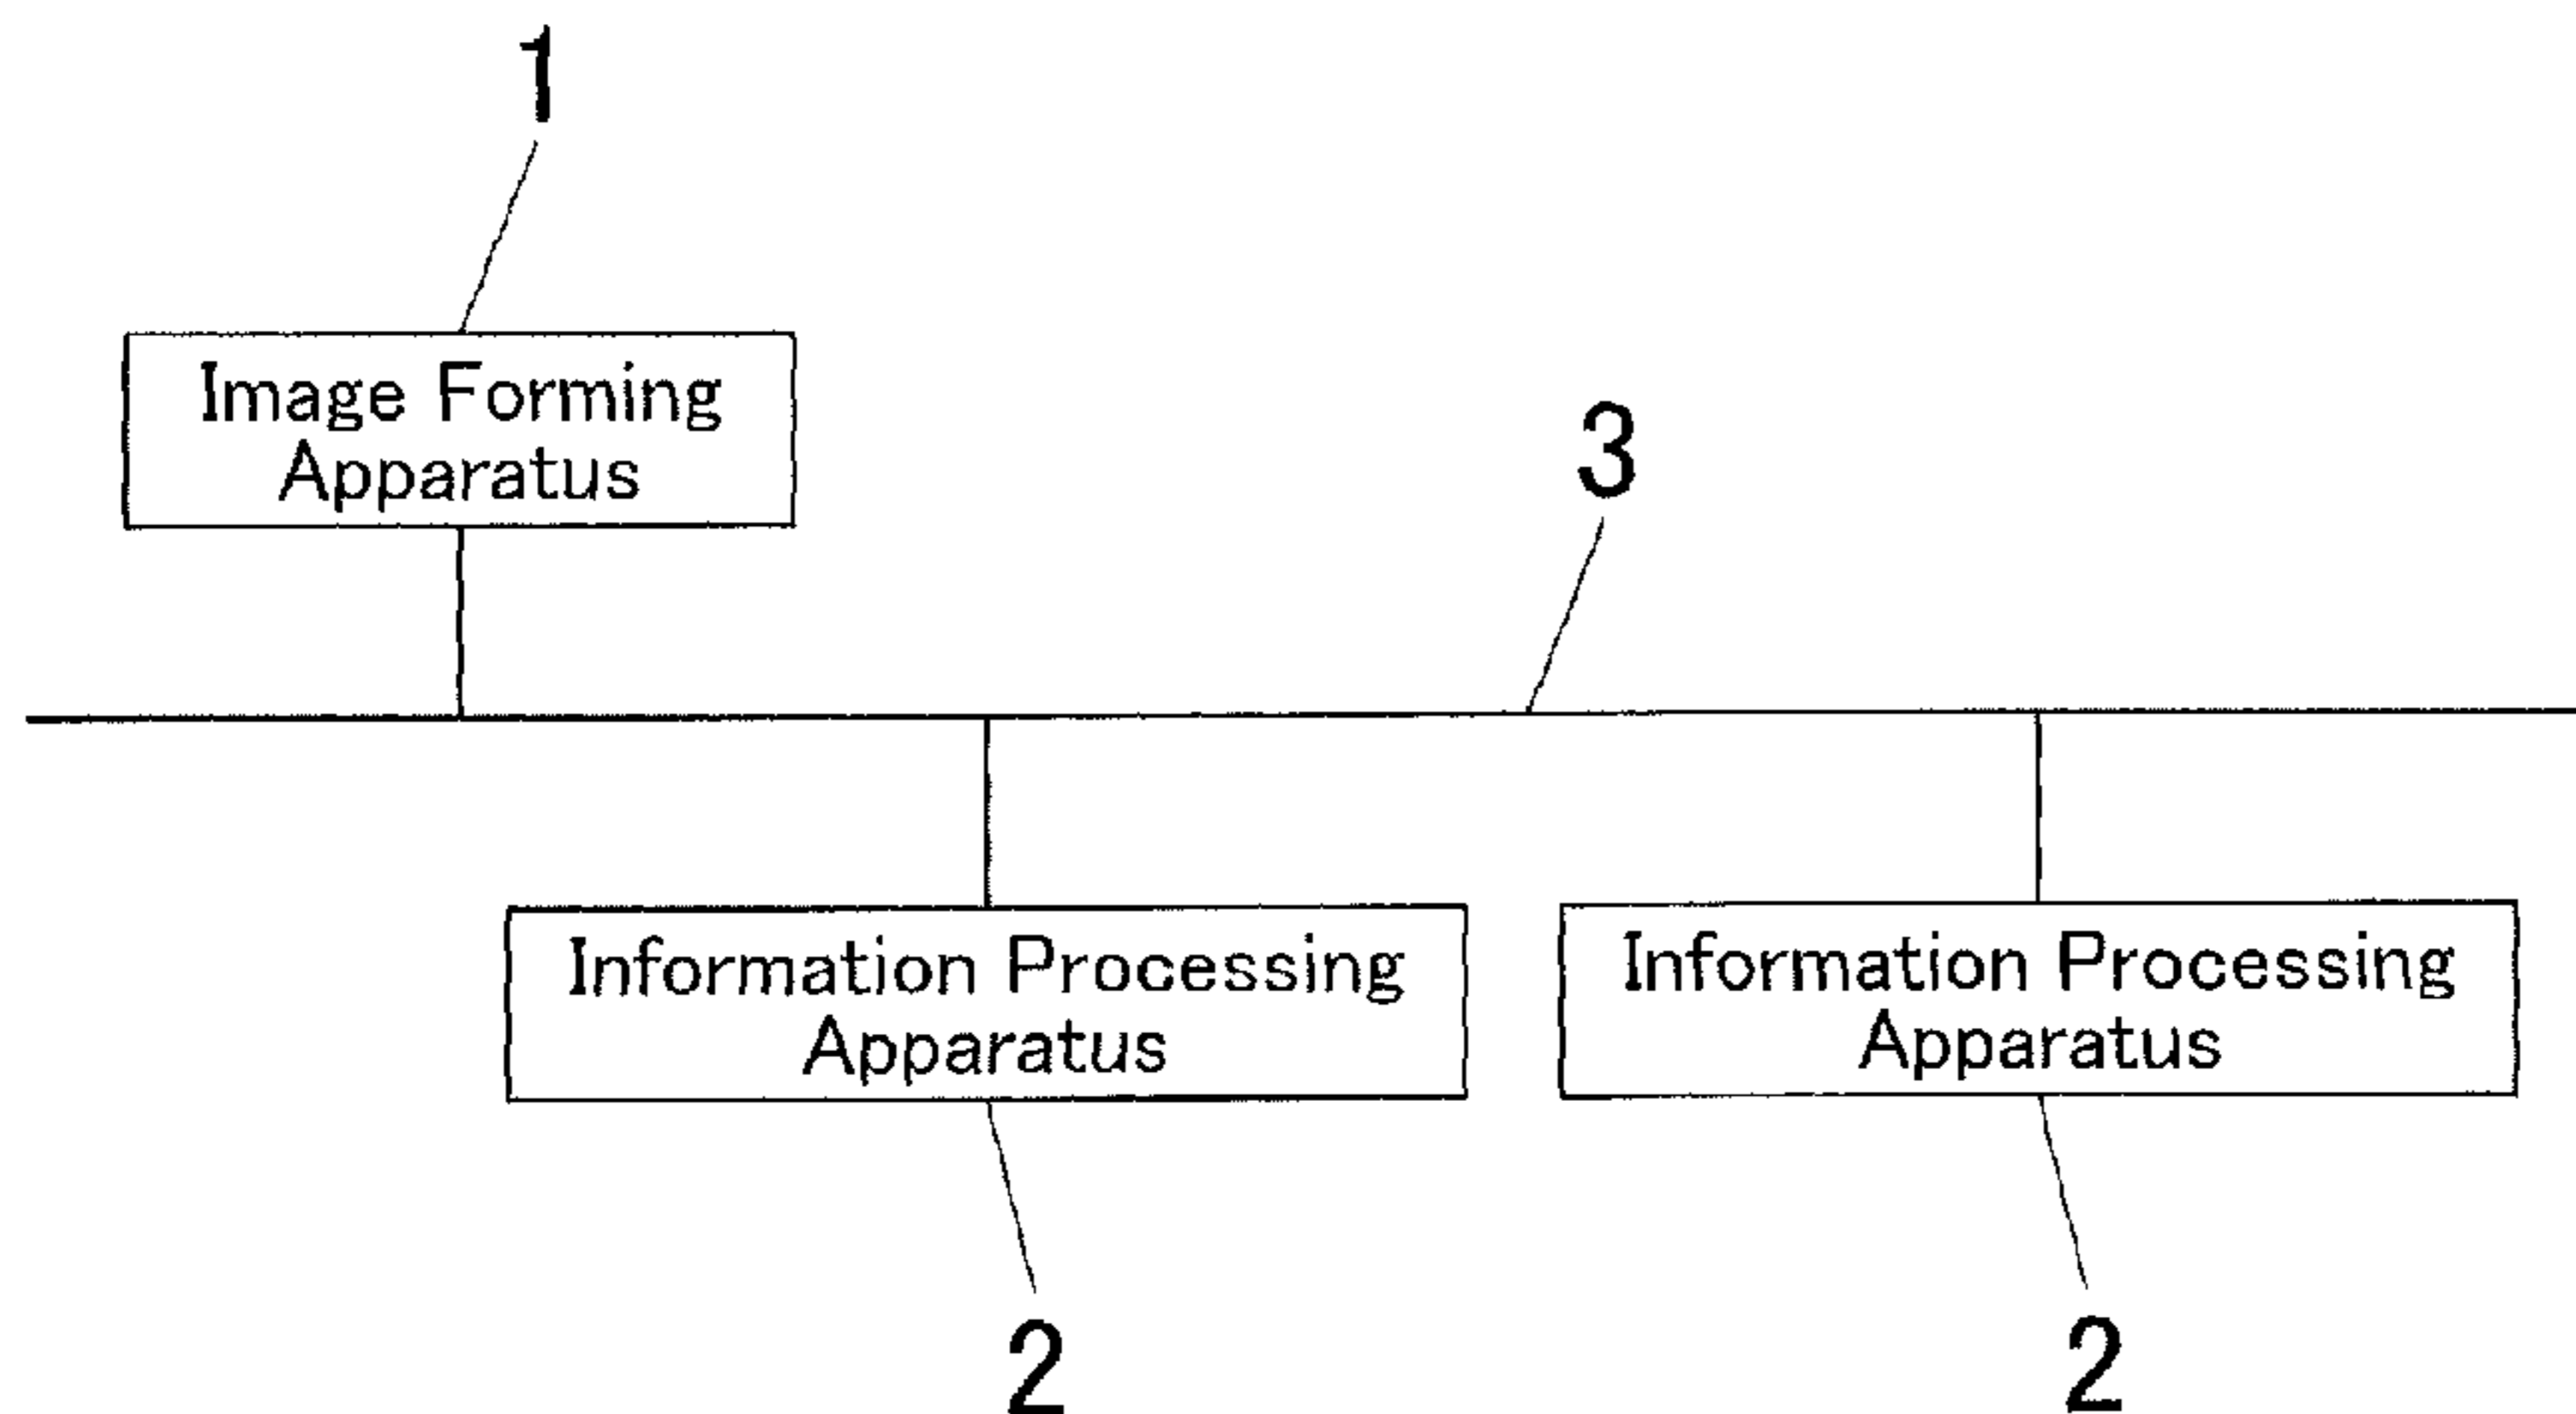 1
Image Forming
Apparatus
3
Information Processing
Apparatus
Information Processing
Apparatus
2
2